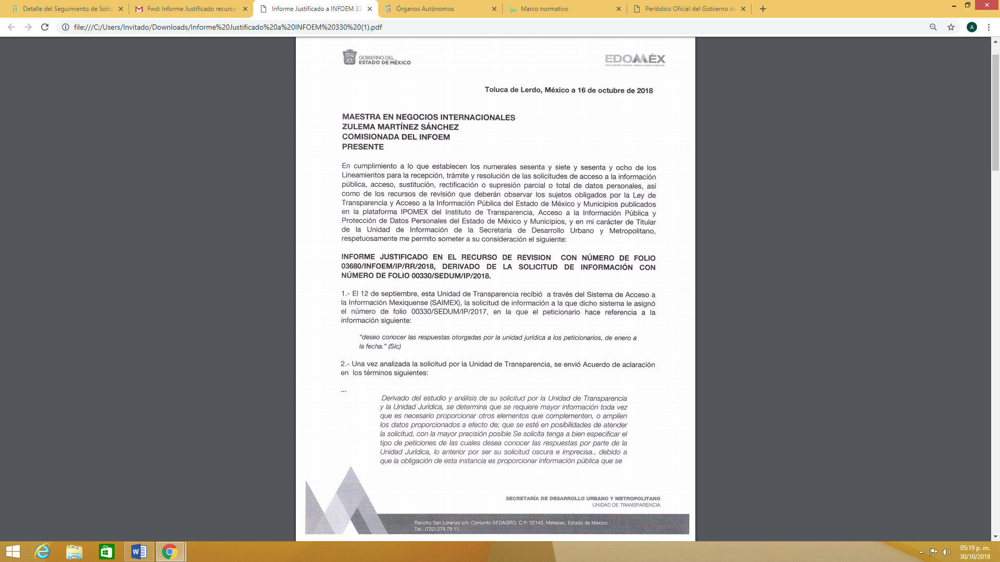 Detalle del Seguimiento de Solici
Fwd: Informe Justificado recurso
Informe Justificado a INFOEM 33
Órganos Autónomos
Marco normativo
Periódico Oficial del Gobierno de
file:///C:/Users/Invitado/Downloads/Informe%20Justificado%20a%20INFOEM%20330%20(1).pdf
A
GOBIERNO DEL
ESTADO DE MÉXICO
EDOMÉX
DECISIONES FIRMES, RESULTADOS FUERTES.
Toluca de Lerdo, México a 16 de octubre de 2018
MAESTRA EN NEGOCIOS INTERNACIONALES
ZULEMA MARTÍNEZ SÁNCHEZ
COMISIONADA DEL INFOEM
PRESENTE
En cumplimiento a lo que establecen los numerales sesenta y siete y sesenta y ocho de los
Lineamientos para la recepción, trámite y resolución de las solicitudes de acceso a la información
pública, acceso, sustitución, rectificación o supresión parcial o total de datos personales, así
como de los recursos de revisión que deberán observar los sujetos obligados por la Ley de
Transparencia y Acceso a la Información Pública del Estado de México y Municipios publicados
en la plataforma IPOMEX del Instituto de Transparencia, Acceso a la Información Pública y
Protección de Datos Personales del Estado de México y Municipios, y en mi carácter de Titular
de la Unidad de Información de la Secretaría de Desarrollo Urbano y Metropolitano,
respetuosamente me permito someter a su consideración el siguiente:
INFORME JUSTIFICADO EN EL RECURSO DE REVISION CON NÚMERO DE FOLIO
03680/INFOEM/IP/RR/2018, DERIVADO DE LA SOLICITUD DE INFORMACIÓN CON
NÚMERO DE FOLIO 00330/SEDUM/IP/2018.
1.- El 12 de septiembre, esta Unidad de Transparencia recibió a través del Sistema de Acceso a
la Información Mexiquense (SAIMEX), la solicitud de información a la que dicho sistema le asignó
el número de folio 00330/SEDUM/IP/2017, en la que el peticionario hace referencia a la
información siguiente:
“deseo conocer las respuestas otorgadas por la unidad jurídica a los peticionarios, de enero a
la fecha.” (Sic)
2.- Una vez analizada la solicitud por la Unidad de Transparencia, se envió Acuerdo de aclaración
en los términos siguientes:
...
Derivado del estudio y análisis de su solicitud por la Unidad de Transparencia
y la Unidad Jurídica, se determina que se requiere mayor información toda vez
que es necesario proporcionar otros elementos que complementen, o amplíen
los datos proporcionados a efecto de; que se esté en posibilidades de atender
la solicitud, con la mayor precisión posible Se solicita tenga a bien especificar el
tipo de peticiones de las cuales desea conocer las respuestas por parte de la
Unidad Jurídica, lo anterior por ser su solicitud oscura e imprecisa., debido a
que la obligación de esta instancia es proporcionar información pública que se
SECRETARÍA DE DESARROLLO URBANO Y METROPOLITANO
UNIDAD DE TRANSPARENCIA
Rancho San Lorenzo s/n. Conjunto SEDAGRO. C.P. 52140. Metepec. Estado de México.
Tel.: (722) 275 79 11.
05:19 p. m.
30/10/2018